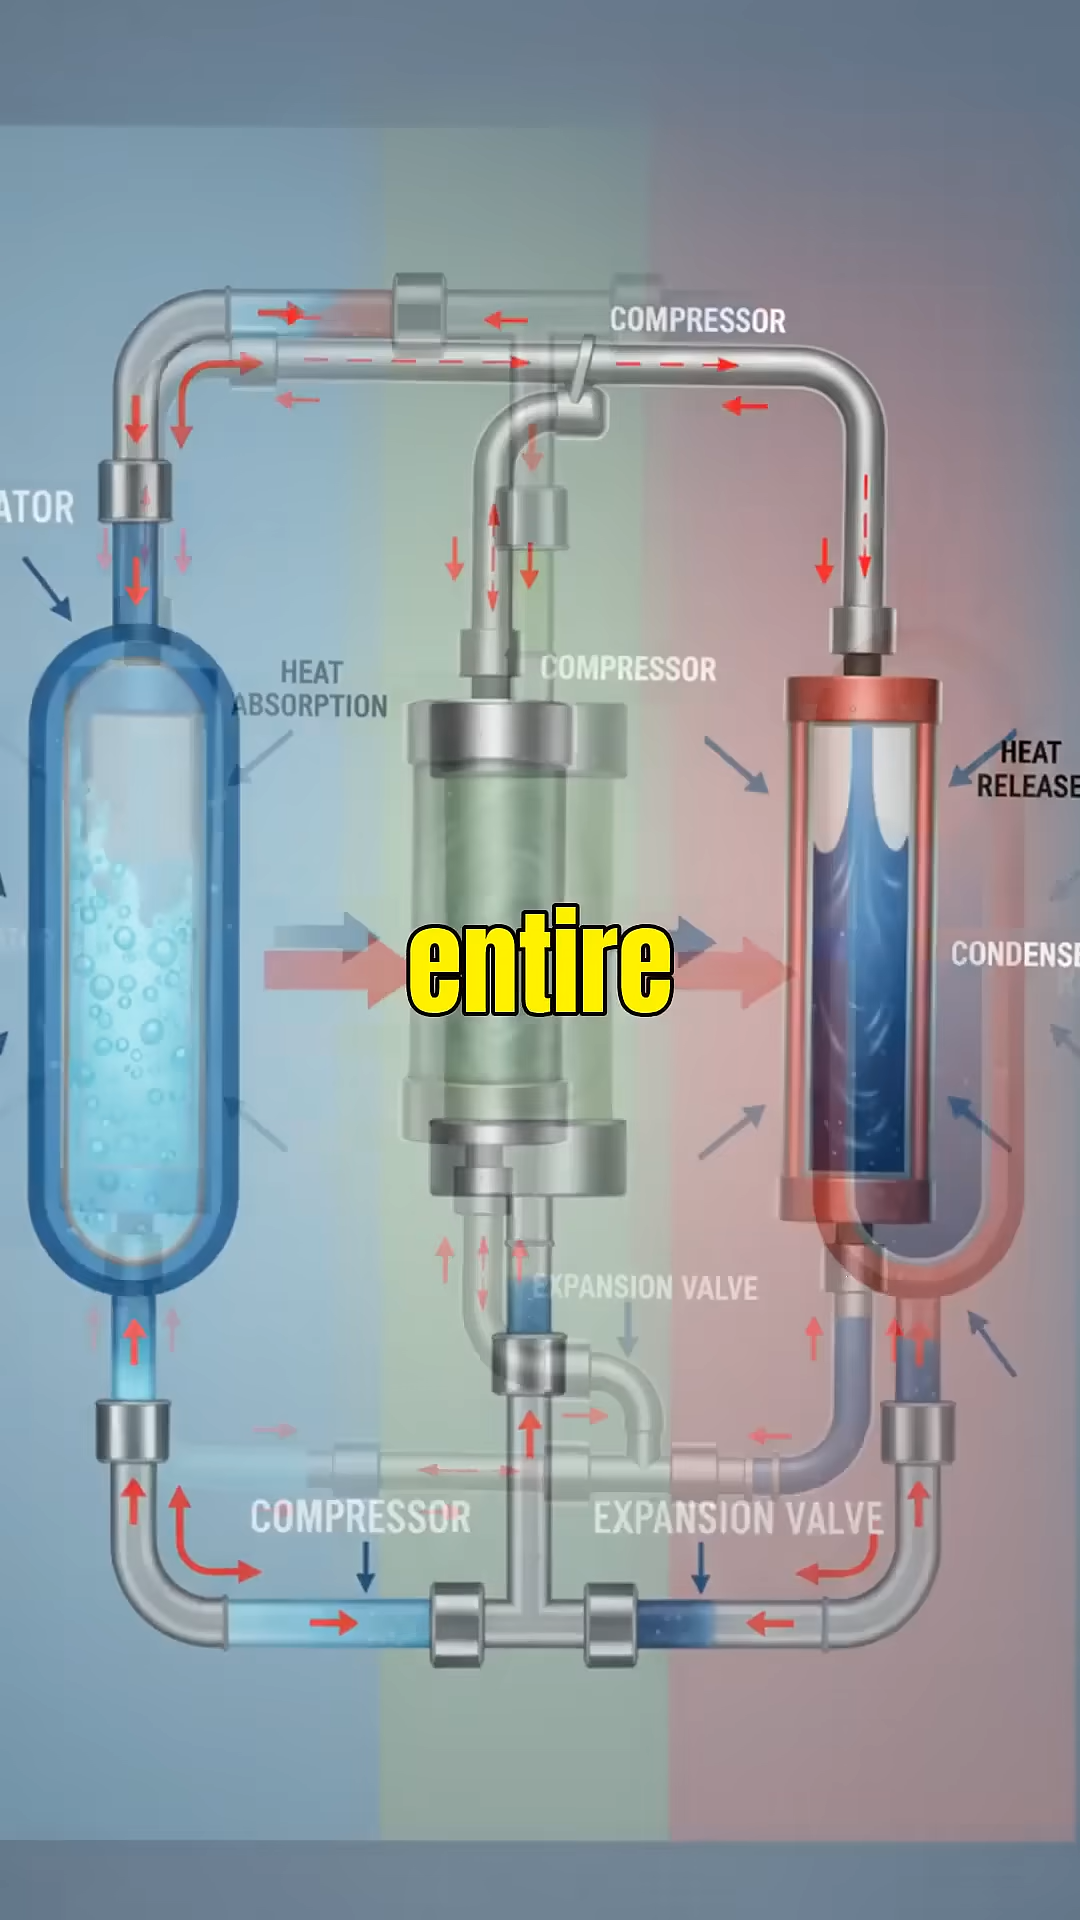 COMPRESSOR
ATOR
HEAT
ABSORPTION
COMPRESSOR
HEAT
RELEASE
entire
CONDENSE
EXPANSION VALVE
COMPRESSOR
EXPANSION VALVE